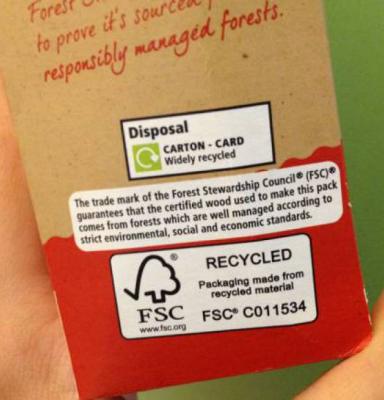 Forest
to prove it's sourced
responsibly managed forests.
Disposal
CARTON - CARD
Widely recycled
The trade mark of the Forest Stewardship Council® (FSC)®
guarantees that the certified wood used to make this pack
comes from forests which are well managed according to
strict environmental, social and economic standards.
®
FSC
www.fsc.org
RECYCLED
Packaging made from
recycled material
FSC® C011534